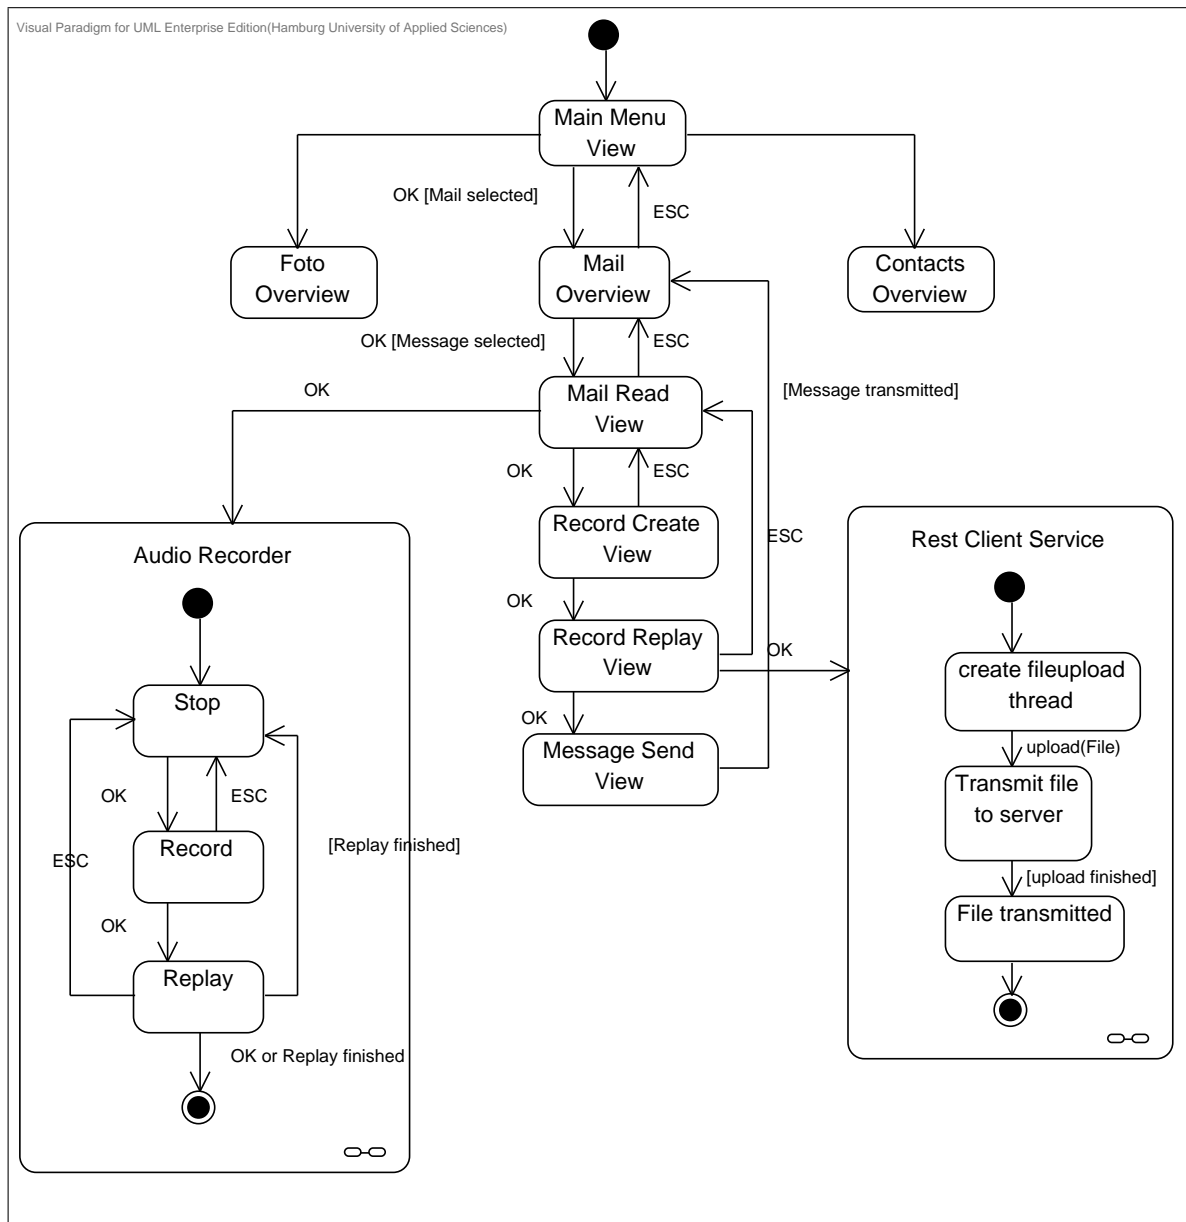 Visual Paradigm for UML Enterprise Edition(Hamburg University of Applied Sciences)
Main Menu
View
OK [Mail selected]
ESC
Foto
Overview
Mail
Overview
Contacts
Overview
OK [Message selected]
ESC
OK
Mail Read
View
[Message transmitted]
OK
ESC
Record Create
View
ESC
Audio Recorder
Rest Client Service
OK
Record Replay
View
OK
create fileupload
thread
Stop
OK
Message Send
View
upload(File)
Transmit file
to server
OK
ESC
Record
[Replay finished]
ESC
[upload finished]
OK
File transmitted
Replay
OK or Replay finished